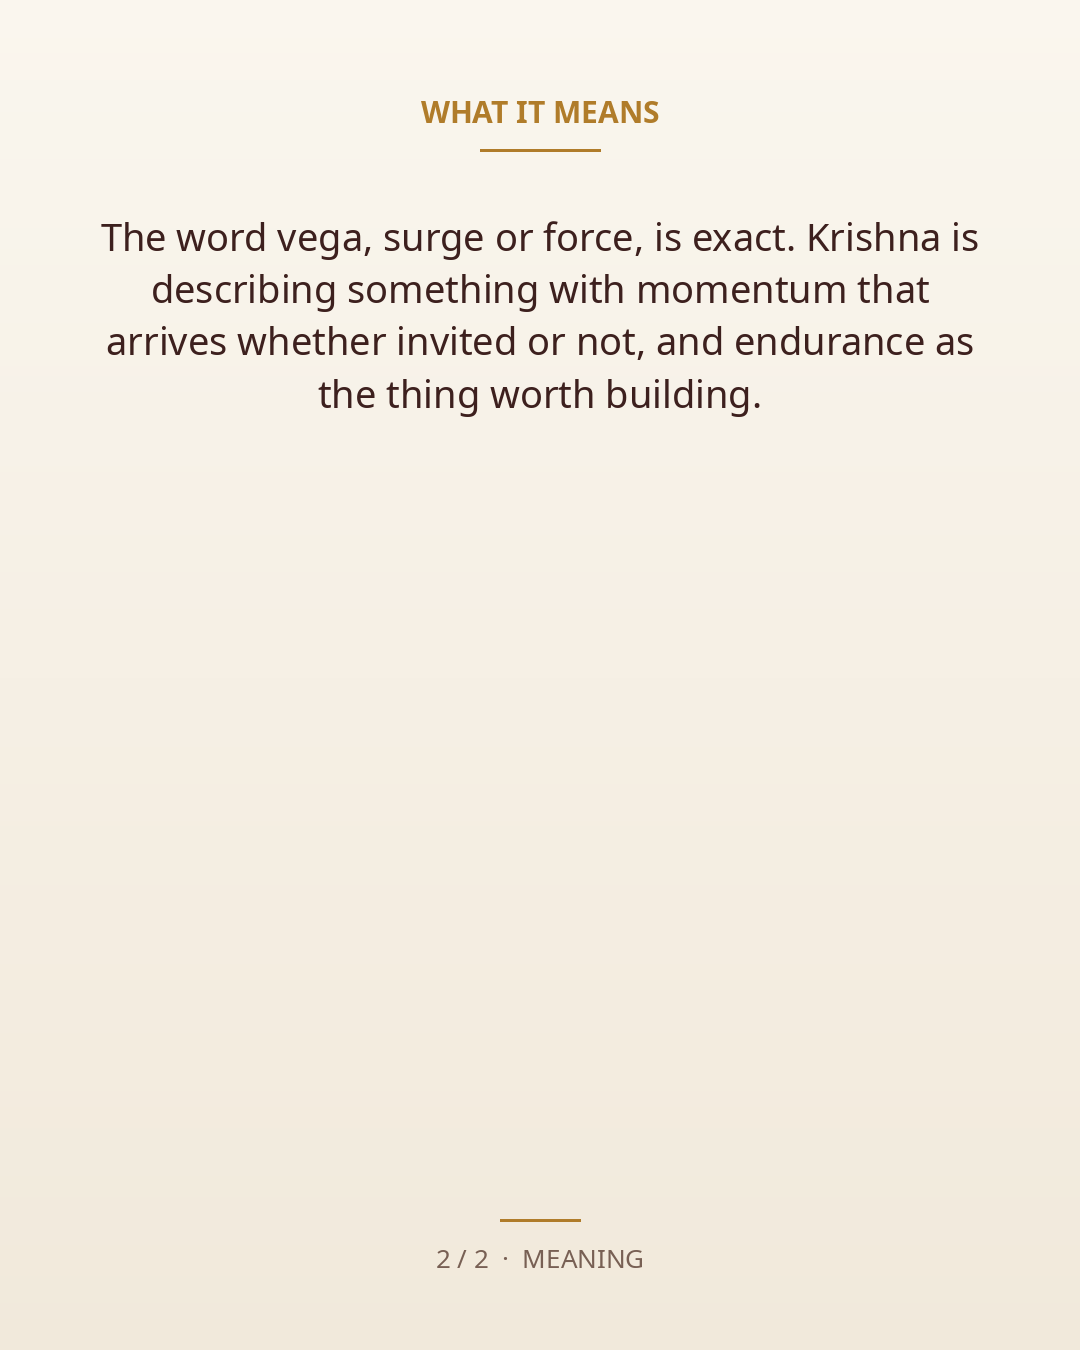 WHAT IT MEANS
The word vega, surge or force, is exact. Krishna is
describing something with momentum that
arrives whether invited or not, and endurance as
the thing worth building.
2 / 2 · MEANING